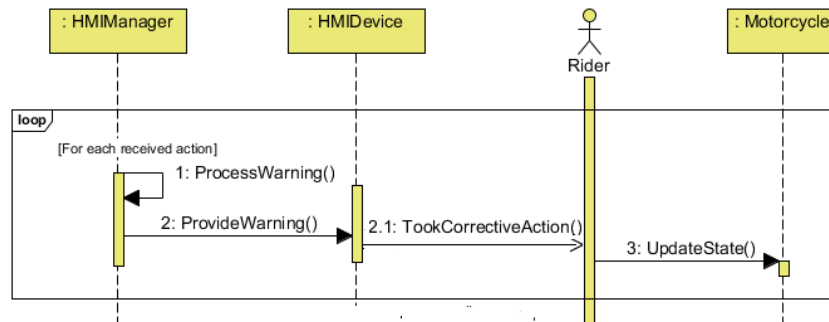 : HMIManager
: HMIDevice
Rider
: Motorcycle
loop
[For each received action]
1: ProcessWarning()
2: ProvideWarning()
2.1: TookCorrectiveAction()
3: UpdateState()